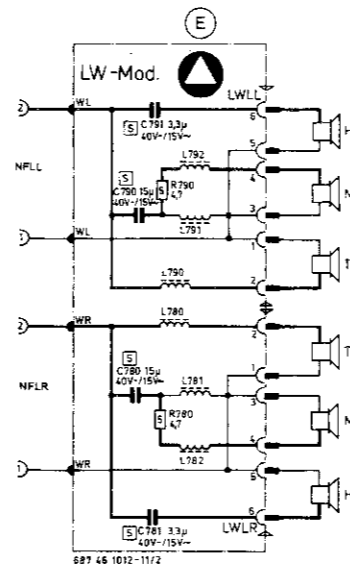 E
LW-Mod.
LWLL
2
WL
S C791 3,3µ
40V-/15V~
6
H
5
NFLL
S
C790 15µ
40V-/15V~
L792
S R790
4,7
4
M
L791
3
WL
1
L790
2
T
2
WR
L780
2
T
S
C780 15µ
40V-/15V~
L781
1
3
NFLR
S R780
4,7
M
L782
4
1
WR
5
H
S C781 3,3µ
40V-/15V~
6
LWLR
687 46 1012-11/2